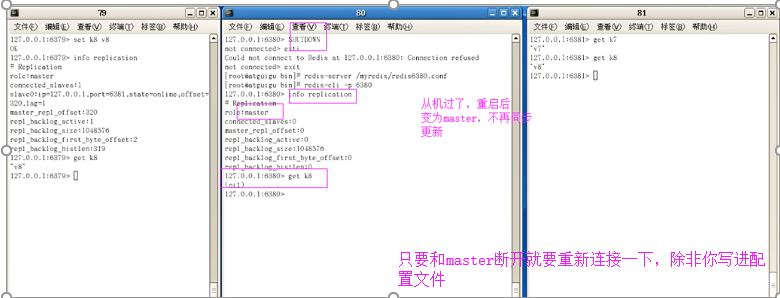 79
文件(F) 编辑(E) 查看(V) 终端(T) 标签(B) 帮助(H)
127.0.0.1:6379> set k8 v8
OK
127.0.0.1:6379> info replication
# Replication
role:master
connected_slaves:1
slave0:ip=127.0.0.1,port=6381,state=online,offset=
320,lag=1
master_repl_offset:320
repl_backlog_active:1
repl_backlog_size:1048576
repl_backlog_first_byte_offset:2
repl_backlog_histlen:319
127.0.0.1:6379> get k8
"v8"
127.0.0.1:6379>
80
文件(F) 编辑(E) 查看(V) 终端(T) 标签(B) 帮助(H)
127.0.0.1:6380> SHUTDOWN
not connected> exti
Could not connect to Redis at 127.0.0.1:6380: Connection refused
not connected> exit
[root@atguigu bin]# redis-server /myredis/redis6380.conf
[root@atguigu bin]# redis-cli -p 6380
127.0.0.1:6380> info replication
# Replication
role:master
connected_slaves:0
master_repl_offset:0
repl_backlog_active:0
repl_backlog_size:1048576
repl_backlog_first_byte_offset:0
repl_backlog_histlen:0
127.0.0.1:6380> get k8
(nil)
127.0.0.1:6380>
从机过了，重启后
变为master，不再同步
更新
81
文件(F) 编辑(E) 查看(V) 终端(T) 标签(B) 帮助(H)
127.0.0.1:6381> get k7
"v7"
127.0.0.1:6381> get k8
"v8"
127.0.0.1:6381>
只要和master断开就要重新连接一下，除非你写进配
置文件